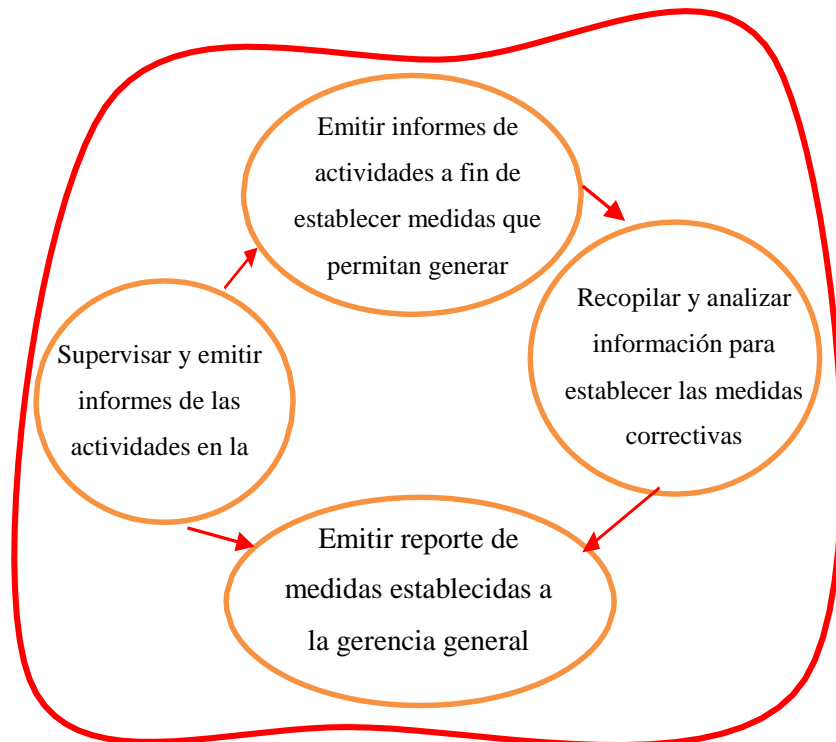 Emitir informes de
actividades a fin de
establecer medidas que
permitan generar
Recopilar y analizar
información para
establecer las medidas
correctivas
Supervisar y emitir
informes de las
actividades en la
Emitir reporte de
medidas establecidas a
la gerencia general